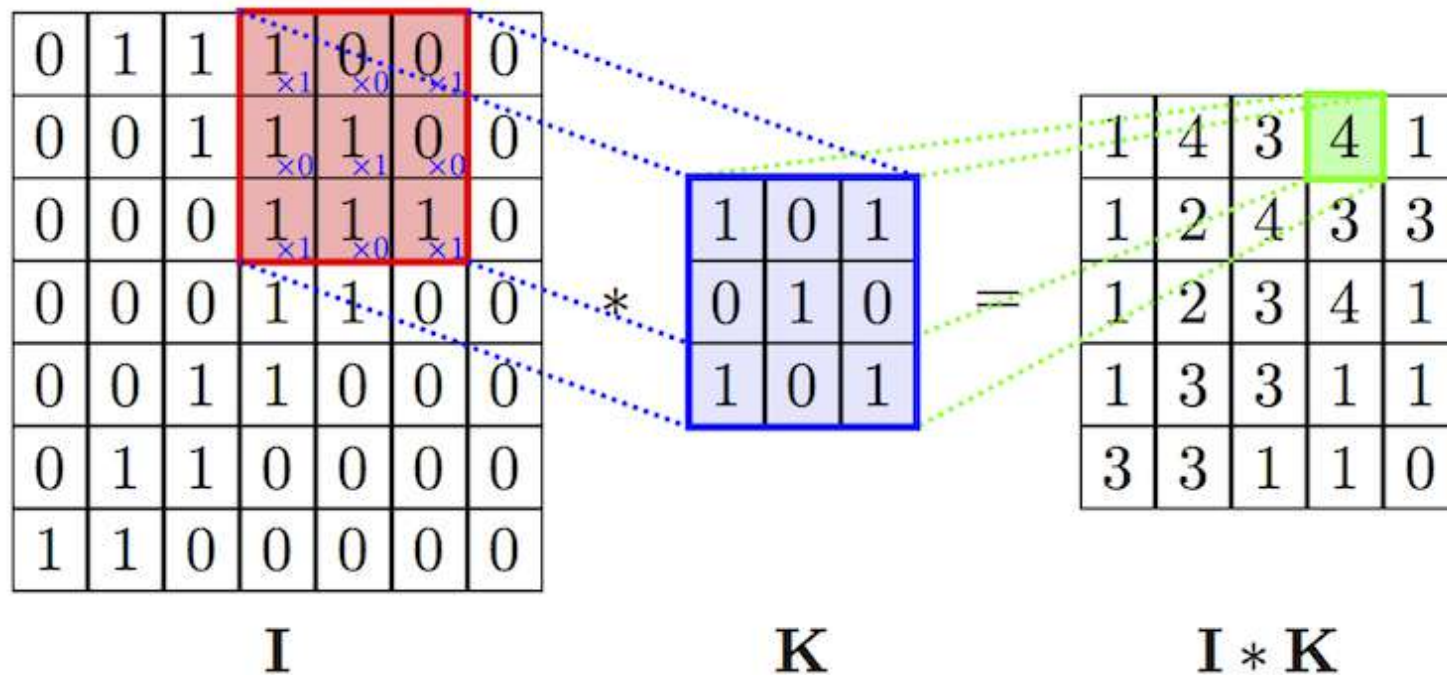 0 1 1 1×1 0×0 0×1 0
0 0 1 1×0 1×1 0×0 0
0 0 0 1×1 1×0 1×1 0
0 0 0 1 1 0 0
0 0 1 1 0 0 0
0 1 1 0 0 0 0
1 1 0 0 0 0 0
I
*
1 0 1
0 1 0
1 0 1
K
=
1 4 3 4 1
1 2 4 3 3
1 2 3 4 1
1 3 3 1 1
3 3 1 1 0
I * K